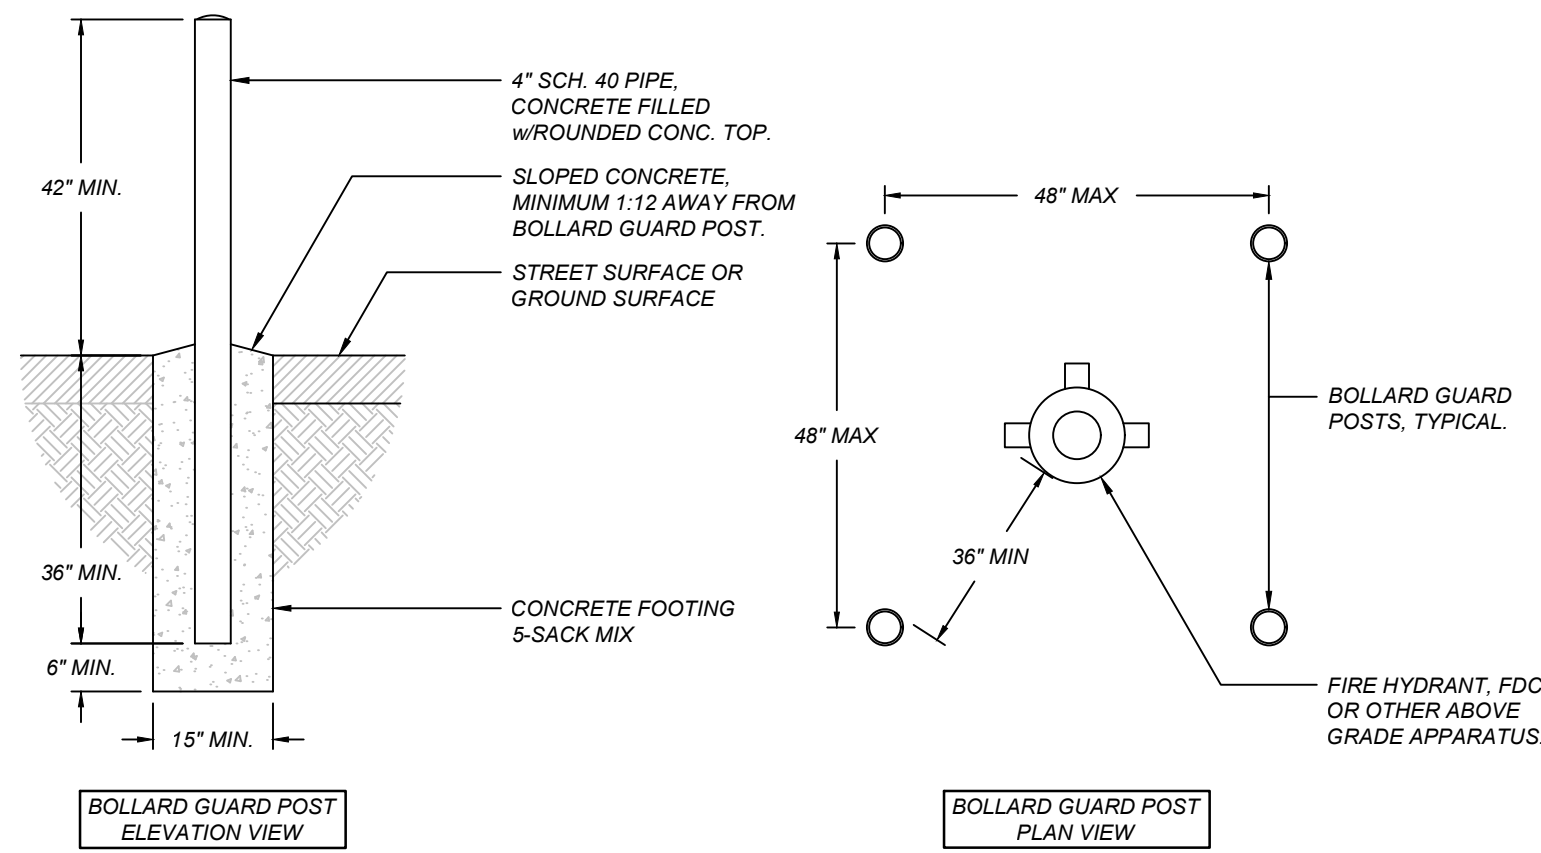 4" SCH. 40 PIPE,
CONCRETE FILLED
w/ROUNDED CONC. TOP.
42" MIN.
SLOPED CONCRETE,
MINIMUM 1:12 AWAY FROM
BOLLARD GUARD POST.
STREET SURFACE OR
GROUND SURFACE
36" MIN.
CONCRETE FOOTING
5-SACK MIX
6" MIN.
15" MIN.
BOLLARD GUARD POST
ELEVATION VIEW
48" MAX
48" MAX
BOLLARD GUARD
POSTS, TYPICAL.
36" MIN
FIRE HYDRANT, FDC
OR OTHER ABOVE
GRADE APPARATUS.
BOLLARD GUARD POST
PLAN VIEW